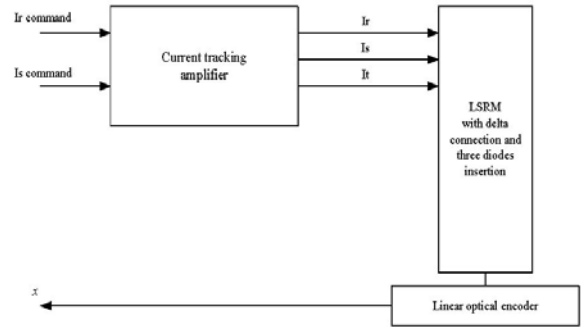 Ir command
Is command
Current tracking
amplifier
Ir
Is
It
LSRM
with delta
connection and
three diodes
insertion
x
Linear optical encoder